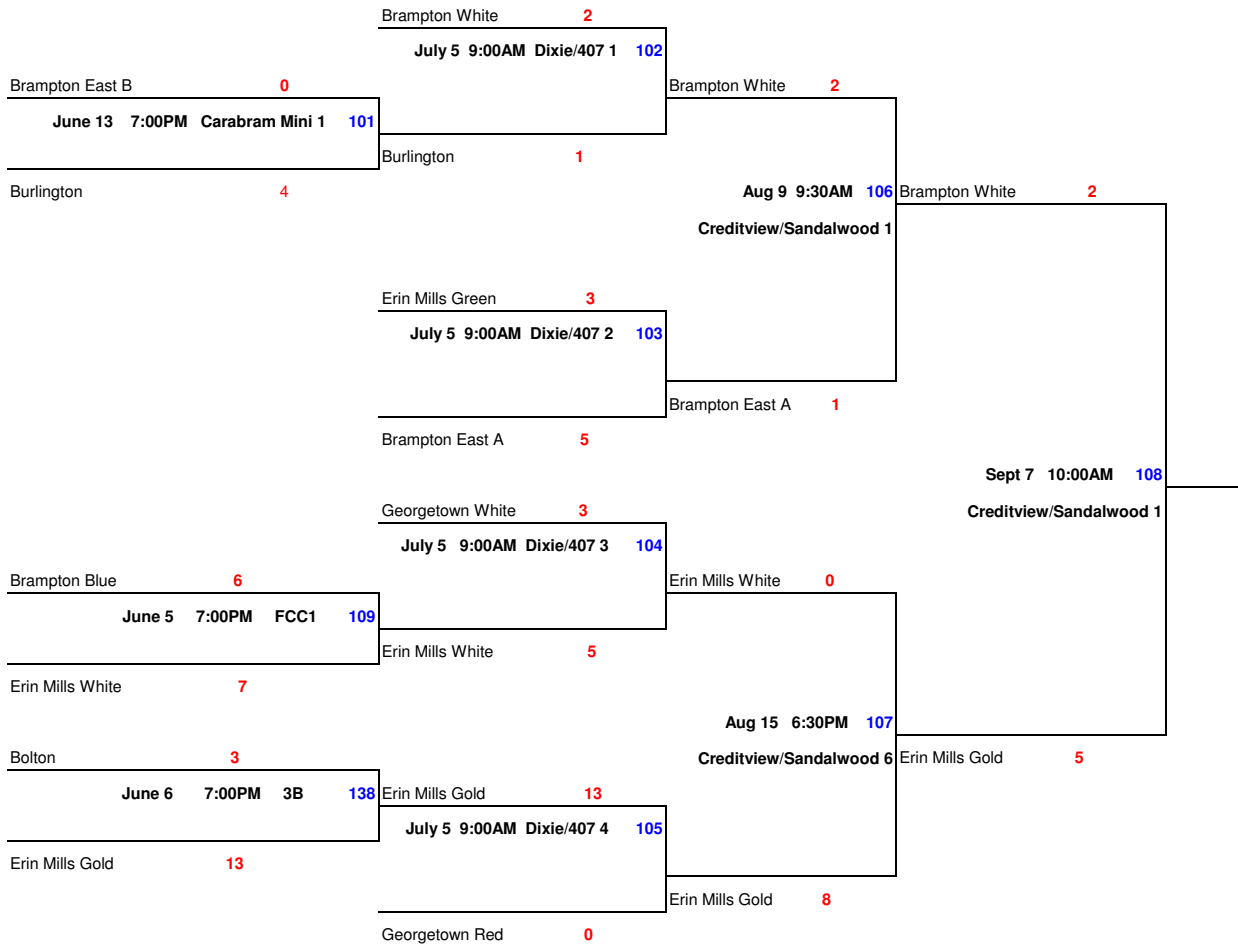 Brampton White 2
July 5 9:00AM Dixie/407 1 102
Brampton East B 0
Brampton White 2
June 13 7:00PM Carabram Mini 1 101
Burlington 1
Burlington 4
Aug 9 9:30AM 106
Brampton White 2
Creditview/Sandalwood 1
Erin Mills Green 3
July 5 9:00AM Dixie/407 2 103
Brampton East A 1
Brampton East A 5
Sept 7 10:00AM 108
Creditview/Sandalwood 1
Georgetown White 3
July 5 9:00AM Dixie/407 3 104
Brampton Blue 6
Erin Mills White 0
June 5 7:00PM FCC1 109
Erin Mills White 5
Erin Mills White 7
Aug 15 6:30PM 107
Bolton 3
Creditview/Sandalwood 6
Erin Mills Gold 5
June 6 7:00PM 3B 138
Erin Mills Gold 13
July 5 9:00AM Dixie/407 4 105
Erin Mills Gold 13
Erin Mills Gold 8
Georgetown Red 0